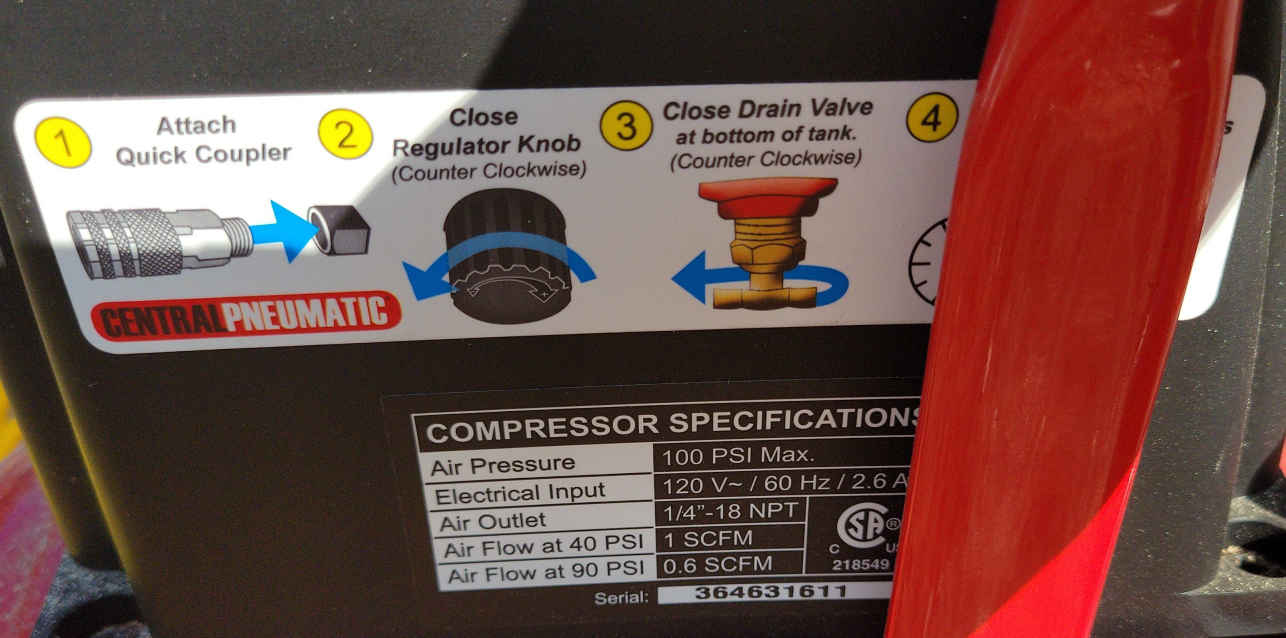 1
Attach
Quick Coupler
2
Close
Regulator Knob
(Counter Clockwise)
3
Close Drain Valve
at bottom of tank.
(Counter Clockwise)
4
s
- +
CENTRALPNEUMATIC
COMPRESSOR SPECIFICATIONS
Air Pressure 100 PSI Max.
Electrical Input 120 V~ / 60 Hz / 2.6 A
Air Outlet 1/4”-18 NPT
Air Flow at 40 PSI 1 SCFM
Air Flow at 90 PSI 0.6 SCFM
C SA ® US
218549
Serial: 364631611